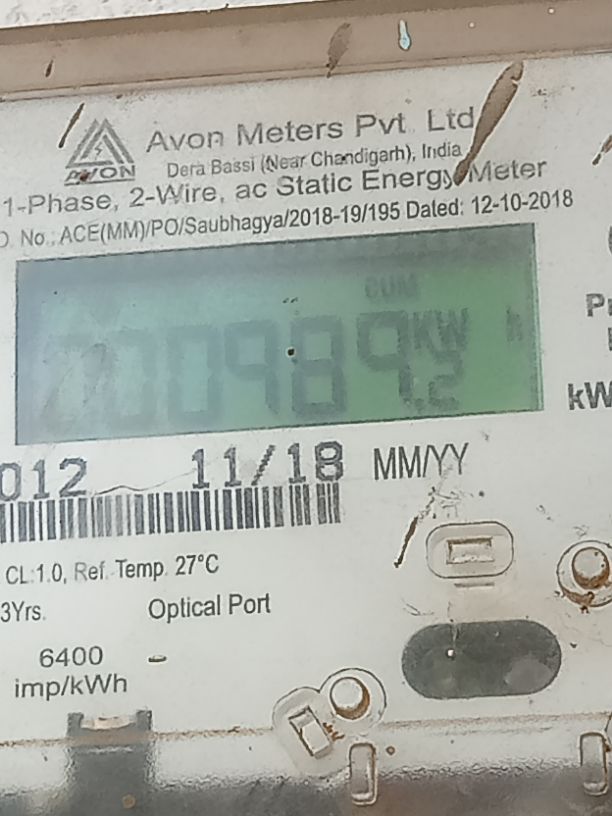 AVON
Avon Meters Pvt. Ltd
Dera Bassi (Near Chandigarh), India
1-Phase, 2-Wire, ac Static Energy Meter
No.: ACE(MM)/PO/Saubhagya/2018-19/195 Dated: 12-10-2018
CUM
000989 kW h
1.2
kW
012 11/18 MM/YY
CL:1.0, Ref. Temp. 27°C
3Yrs. Optical Port
6400
imp/kWh